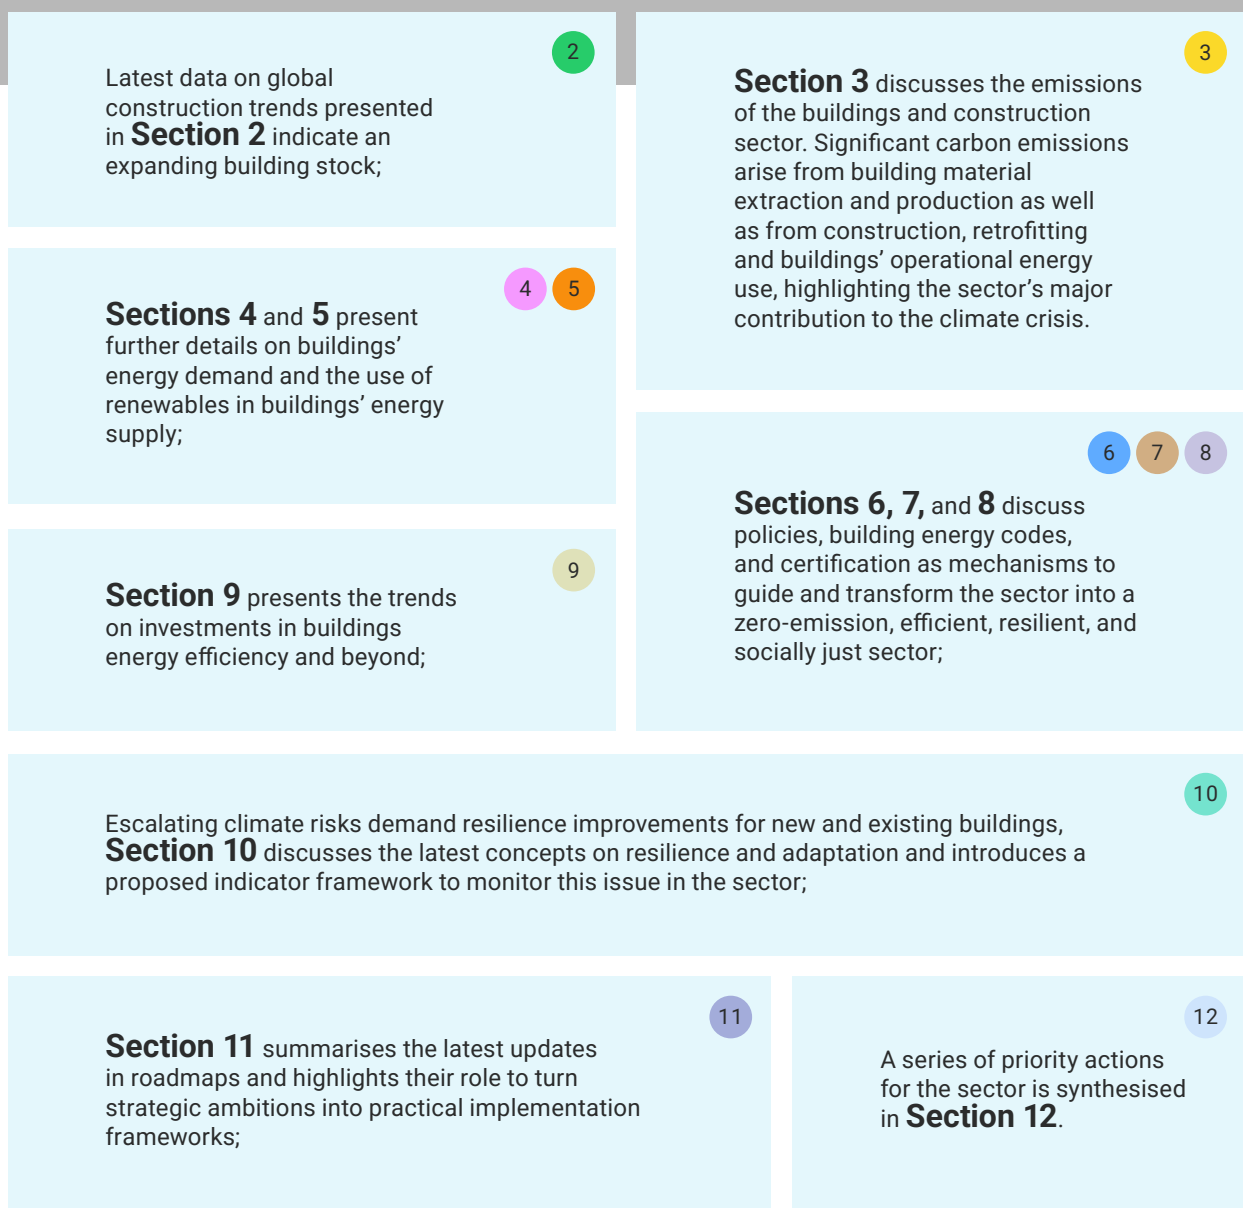 2
Latest data on global
construction trends presented
in Section 2 indicate an
expanding building stock;
3
Section 3 discusses the emissions
of the buildings and construction
sector. Significant carbon emissions
arise from building material
extraction and production as well
as from construction, retrofitting
and buildings’ operational energy
use, highlighting the sector’s major
contribution to the climate crisis.
4 5
Sections 4 and 5 present
further details on buildings’
energy demand and the use of
renewables in buildings’ energy
supply;
6 7 8
Sections 6, 7, and 8 discuss
policies, building energy codes,
and certification as mechanisms to
guide and transform the sector into a
zero-emission, efficient, resilient, and
socially just sector;
9
Section 9 presents the trends
on investments in buildings
energy efficiency and beyond;
10
Escalating climate risks demand resilience improvements for new and existing buildings,
Section 10 discusses the latest concepts on resilience and adaptation and introduces a
proposed indicator framework to monitor this issue in the sector;
11
Section 11 summarises the latest updates
in roadmaps and highlights their role to turn
strategic ambitions into practical implementation
frameworks;
12
A series of priority actions
for the sector is synthesised
in Section 12.